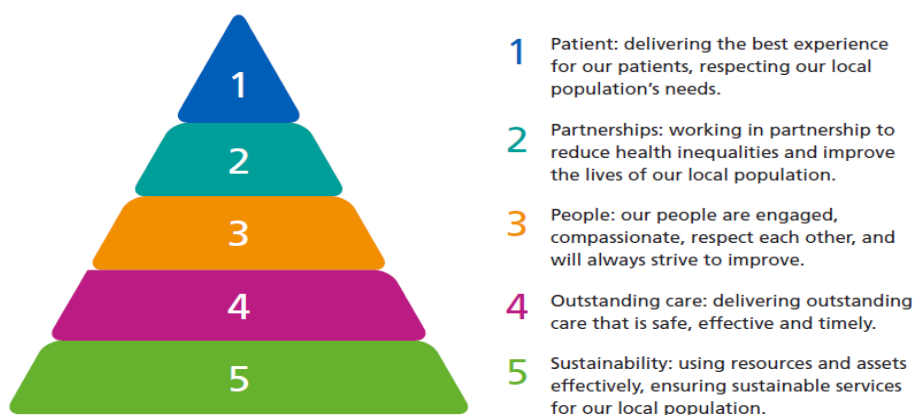 1
2
3
4
5
1 Patient: delivering the best experience
for our patients, respecting our local
population's needs.
2 Partnerships: working in partnership to
reduce health inequalities and improve
the lives of our local population.
3 People: our people are engaged,
compassionate, respect each other, and
will always strive to improve.
4 Outstanding care: delivering outstanding
care that is safe, effective and timely.
5 Sustainability: using resources and assets
effectively, ensuring sustainable services
for our local population.